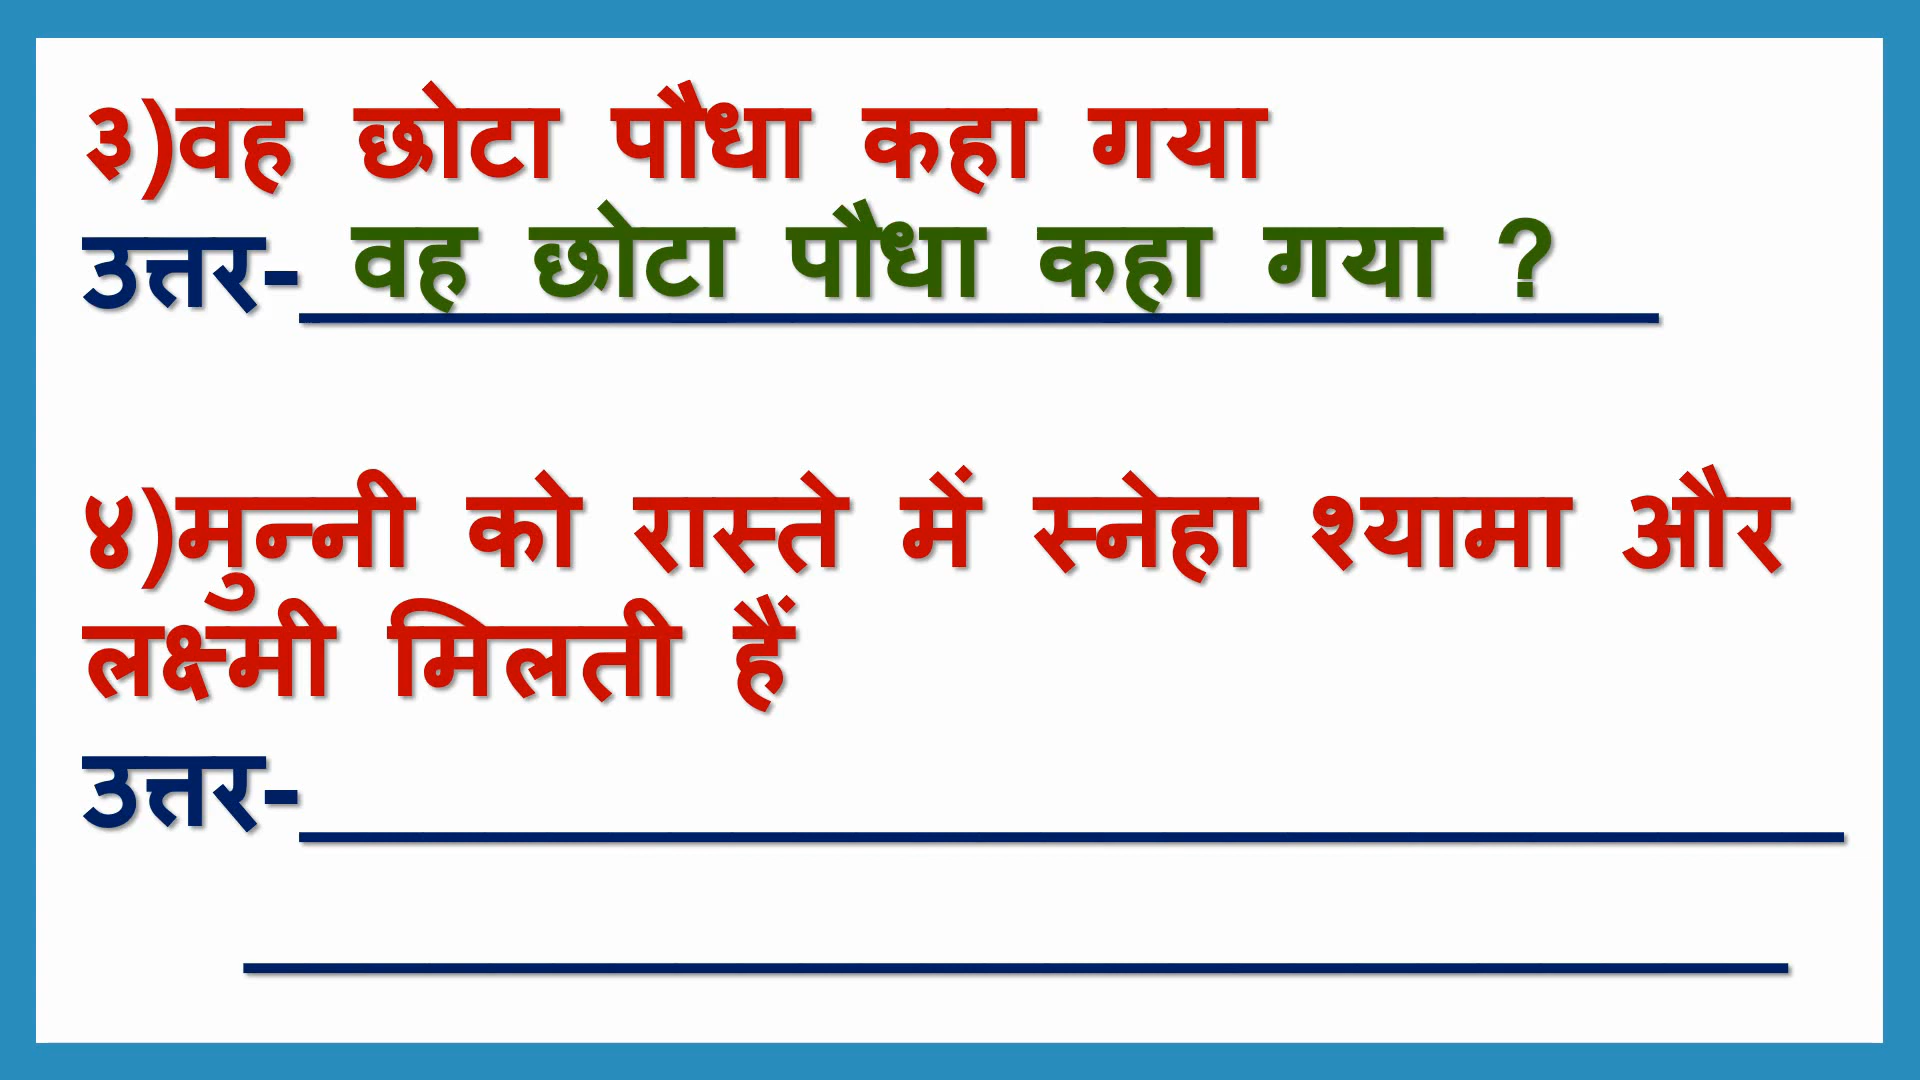 ३)वह छोटा पौधा कहा गया
उत्तर- वह छोटा पौधा कहा गया ?
४)मुन्नी को रास्ते में स्नेहा श्यामा और
लक्ष्मी मिलती हैं
उत्तर-